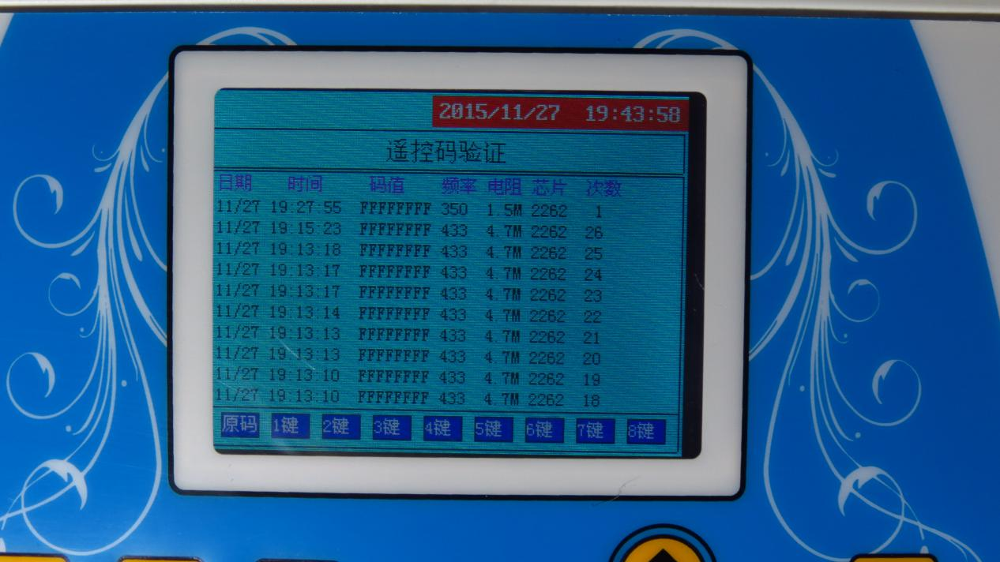 2015/11/27 19:43:58
遥控码验证
日期 时间 码值 频率 电阻 芯片 次数
11/27 19:27:55 FFFFFFFF 350 1.5M 2262 1
11/27 19:15:23 FFFFFFFF 433 4.7M 2262 26
11/27 19:13:18 FFFFFFFF 433 4.7M 2262 25
11/27 19:13:17 FFFFFFFF 433 4.7M 2262 24
11/27 19:13:17 FFFFFFFF 433 4.7M 2262 23
11/27 19:13:14 FFFFFFFF 433 4.7M 2262 22
11/27 19:13:13 FFFFFFFF 433 4.7M 2262 21
11/27 19:13:13 FFFFFFFF 433 4.7M 2262 20
11/27 19:13:10 FFFFFFFF 433 4.7M 2262 19
11/27 19:13:10 FFFFFFFF 433 4.7M 2262 18
原码 1键 2键 3键 4键 5键 6键 7键 8键